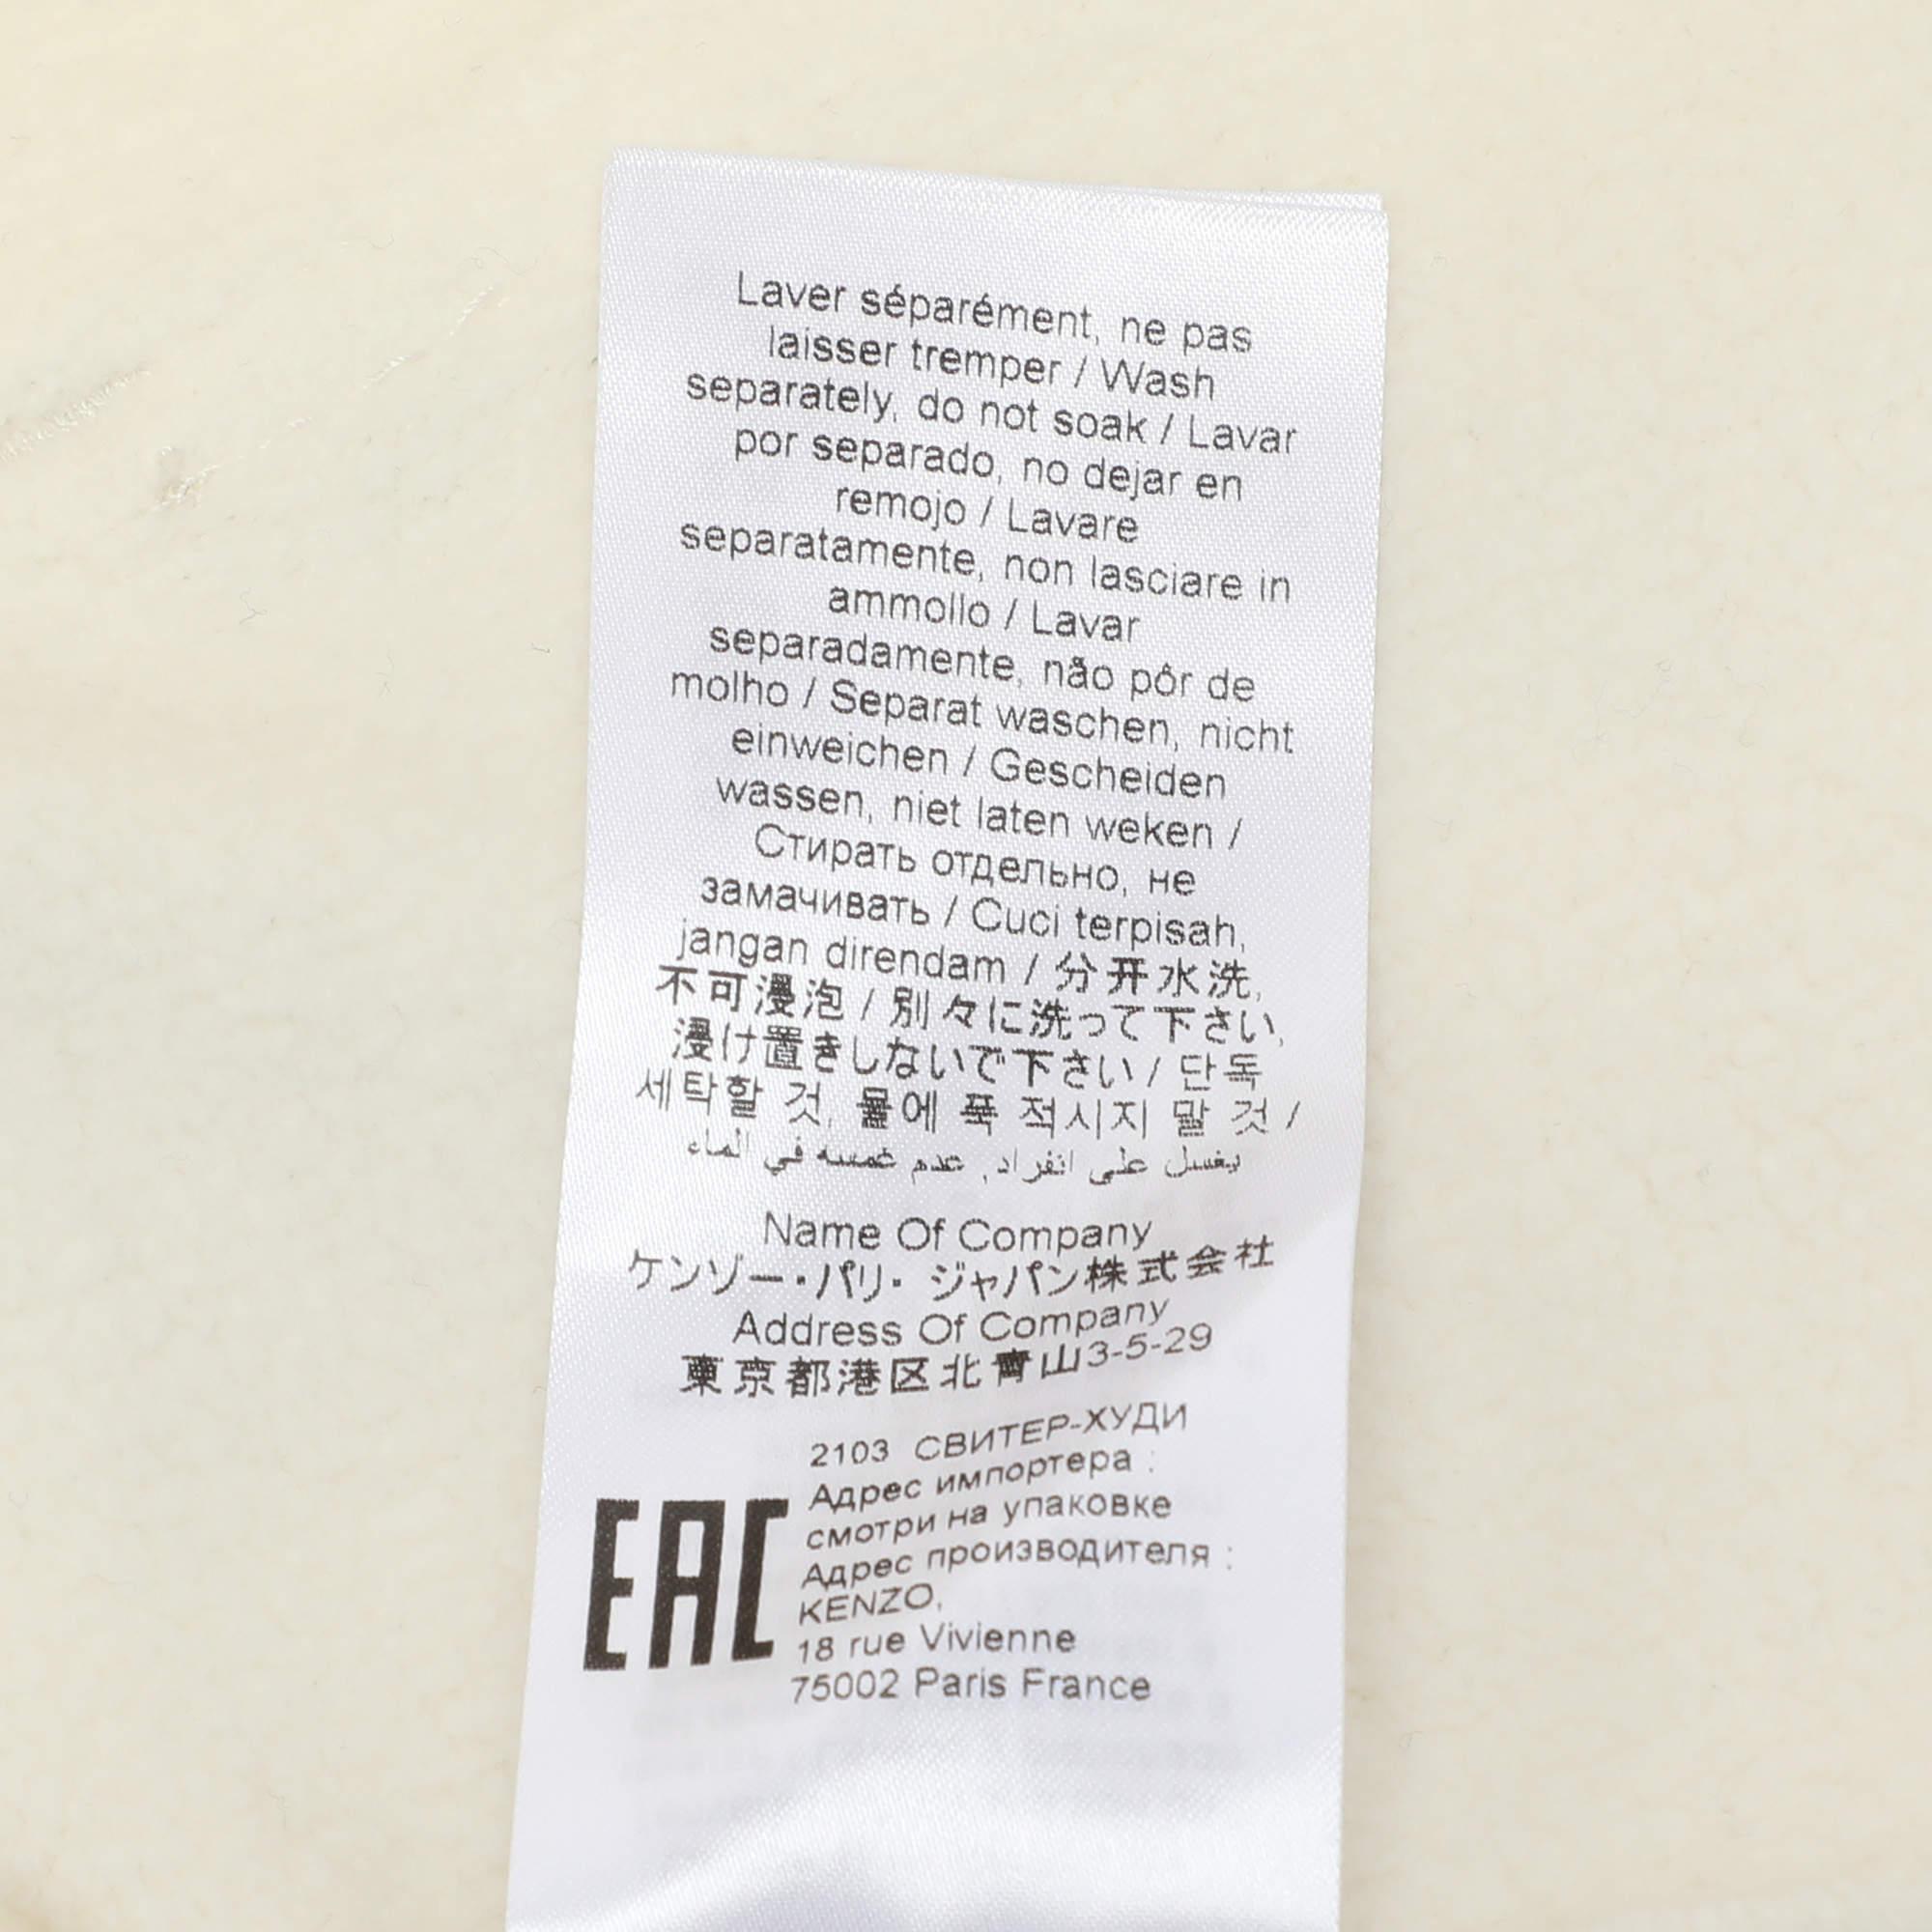 Laver séparément, ne pas
laisser tremper / Wash
separately, do not soak / Lavar
por separado, no dejar en
remojo / Lavare
separatamente, non lasciare in
ammollo / Lavar
separadamente, não pôr de
molho / Separat waschen, nicht
einweichen / Gescheiden
wassen, niet laten weken /
Стирать отдельно, не
замачивать / Cuci terpisah,
jangan direndam / 分开水洗,
不可浸泡 / 別々に洗って下さい,
浸け置きしないで下さい / 단독
세탁할 것, 물에 푹 적시지 말 것 /
يغسل على انفراد, عدم غمسه في الماء
Name Of Company
ケンゾー・パリ・ ジャパン株式会社
Address Of Company
東京都港区北青山3-5-29
2103 СВИТЕР-ХУДИ
Адрес импортера :
смотри на упаковке
Адрес производителя :
KENZO,
18 rue Vivienne
75002 Paris France
EAC